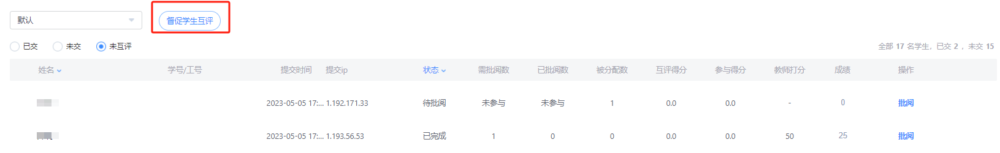 默认 督促学生互评
已交 未交 未互评 全部 17 名学生，已交 2 ，未交 15
姓名 学号/工号 提交时间 提交ip 状态 需批阅数 已批阅数 被分配数 互评得分 参与得分 教师打分 成绩 操作
2023-05-05 17:... 1.192.171.33 待批阅 未参与 未参与 1 0.0 0.0 - 0 批阅
2023-05-05 17:... 1.193.56.53 已完成 1 0 0 0.0 0.0 50 25 批阅